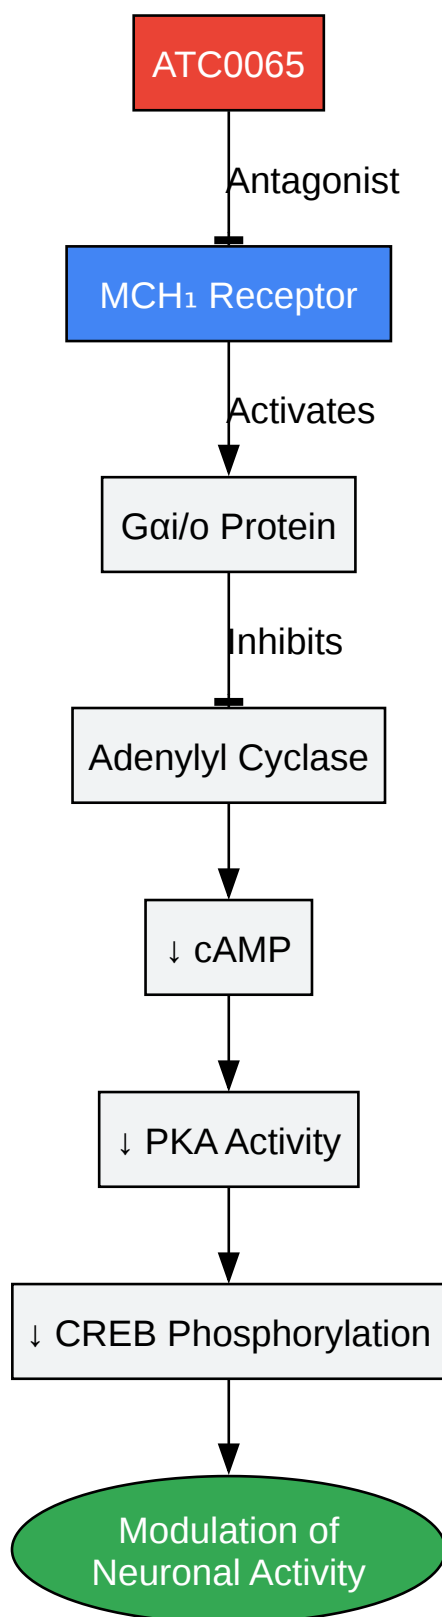 ATC0065
Antagonist
MCH₁ Receptor
Activates
Gαi/o Protein
Inhibits
Adenylyl Cyclase
↓ cAMP
↓ PKA Activity
↓ CREB Phosphorylation
Modulation of
Neuronal Activity